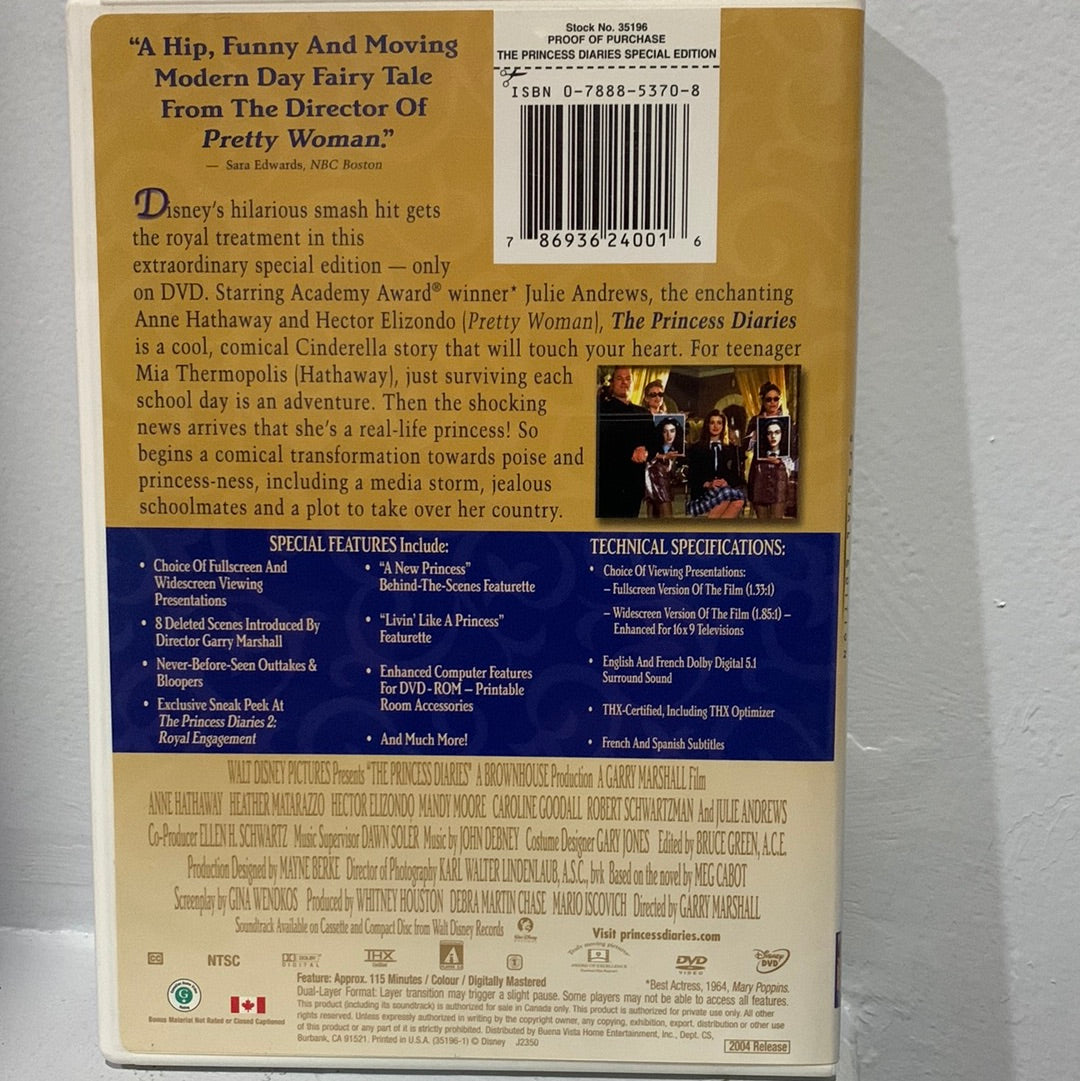 “A Hip, Funny And Moving
Modern Day Fairy Tale
From The Director Of
Pretty Woman.”
— Sara Edwards, NBC Boston
Stock No. 35196
PROOF OF PURCHASE
THE PRINCESS DIARIES SPECIAL EDITION
ISBN 0-7888-5370-8
7 86936 24001 6
Disney’s hilarious smash hit gets
the royal treatment in this
extraordinary special edition — only
on DVD. Starring Academy Award® winner* Julie Andrews, the enchanting
Anne Hathaway and Hector Elizondo (Pretty Woman), The Princess Diaries
is a cool, comical Cinderella story that will touch your heart. For teenager
Mia Thermopolis (Hathaway), just surviving each
school day is an adventure. Then the shocking
news arrives that she’s a real-life princess! So
begins a comical transformation towards poise and
princess-ness, including a media storm, jealous
schoolmates and a plot to take over her country.
SPECIAL FEATURES Include:
• Choice Of Fullscreen And
Widescreen Viewing
Presentations
• 8 Deleted Scenes Introduced By
Director Garry Marshall
• Never-Before-Seen Outtakes &
Bloopers
• Exclusive Sneak Peek At
The Princess Diaries 2:
Royal Engagement
• “A New Princess”
Behind-The-Scenes Featurette
• “Livin’ Like A Princess”
Featurette
• Enhanced Computer Features
For DVD-ROM – Printable
Room Accessories
• And Much More!
TECHNICAL SPECIFICATIONS:
• Choice Of Viewing Presentations:
– Fullscreen Version Of The Film (1.33:1)
– Widescreen Version Of The Film (1.85:1) –
Enhanced For 16x9 Televisions
• English And French Dolby Digital 5.1
Surround Sound
• THX-Certified, Including THX Optimizer
• French And Spanish Subtitles
WALT DISNEY PICTURES Presents "THE PRINCESS DIARIES" A BROWNHOUSE Production A GARRY MARSHALL Film
ANNE HATHAWAY HEATHER MATARAZZO HECTOR ELIZONDO MANDY MOORE CAROLINE GOODALL ROBERT SCHWARTZMAN And JULIE ANDREWS
Co-Producer ELLEN H. SCHWARTZ Music Supervisor DAWN SOLER Music by JOHN DEBNEY Costume Designer GARY JONES Edited by BRUCE GREEN, A.C.E.
Production Designed by MAYNE BERKE Director of Photography KARL WALTER LINDENLAUB, A.S.C., bvk Based on the novel by MEG CABOT
Screenplay by GINA WENDKOS Produced by WHITNEY HOUSTON DEBRA MARTIN CHASE MARIO ISCOVICH Directed by GARRY MARSHALL
Soundtrack Available on Cassette and Compact Disc from Walt Disney Records
Visit princessdiaries.com
CC NTSC DOLBY DIGITAL THX DVD VIDEO Disney DVD
Feature: Approx. 115 Minutes / Colour / Digitally Mastered
*Best Actress, 1964, Mary Poppins.
Dual-Layer Format: Layer transition may trigger a slight pause. Some players may not be able to access all features.
This product (including its soundtrack) is authorized for sale in Canada only. This product is authorized for private use only. All other
rights reserved. Unless expressly authorized in writing by the copyright owner, any copying, exhibition, export, distribution or other use
of this product or any part of it is strictly prohibited. Distributed by Buena Vista Home Entertainment, Inc., Dept. CS,
Burbank, CA 91521. Printed in U.S.A. (35196-1) © Disney J2350
G
Bonus Material Not Rated or Closed Captioned
2004 Release